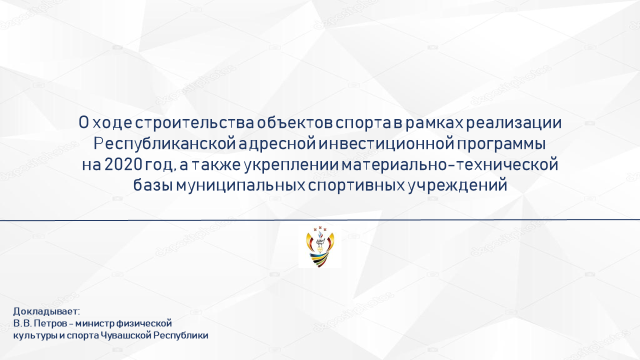 О ходе строительства объектов спорта в рамках реализации
Республиканской адресной инвестиционной программы
на 2020 год, а также укреплении материально-технической
базы муниципальных спортивных учреждений
Докладывает:
В.В. Петров - министр физической
культуры и спорта Чувашской Республики